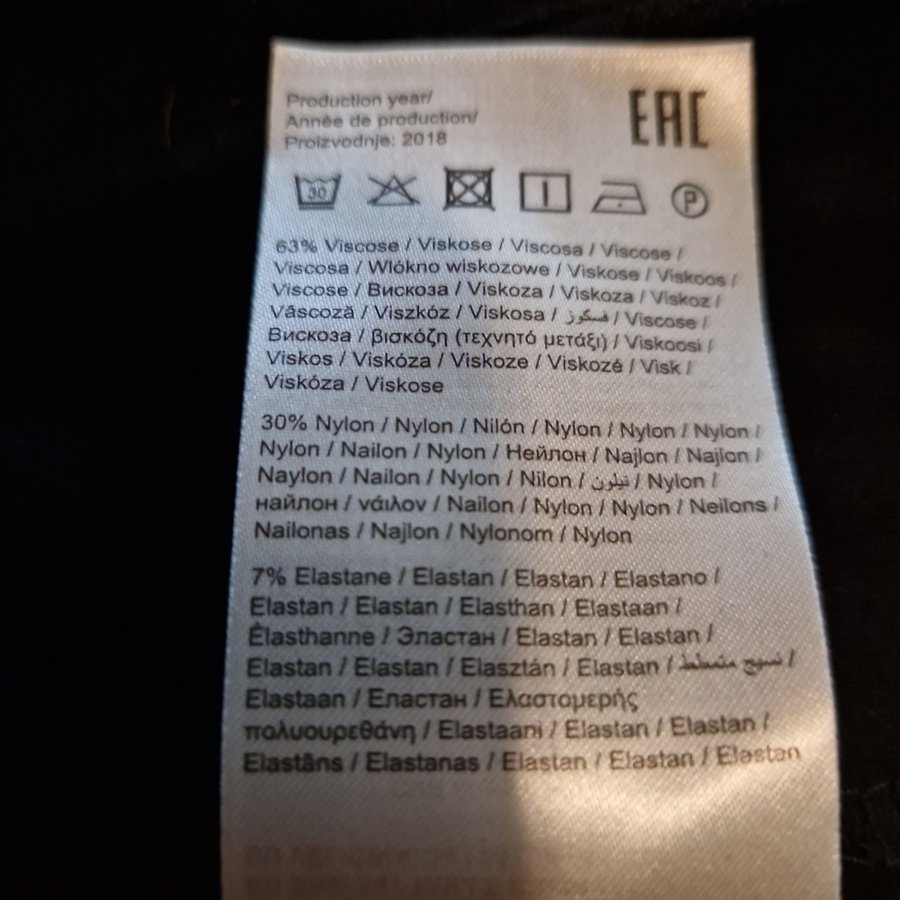 Production year/
Année de production/
Proizvodnje: 2018
EAC
30
P
63% Viscose / Viskose / Viscosa / Viscose /
Viscosa / Wlókno wiskozowe / Viskose / Viskoos /
Viscose / Вискоза / Viskoza / Viskoza / Viskoz /
Vâscoză / Viszkóz / Viskosa / فسكوز / Viscose /
Вискоза / βισκόζη (τεχνητό μετάξι) / Viskoosi /
Viskos / Viskóza / Viskoze / Viskozé / Visk /
Viskóza / Viskose
30% Nylon / Nylon / Nilón / Nylon / Nylon / Nylon /
Nylon / Nailon / Nylon / Нейлон / Najlon / Najlon /
Naylon / Nailon / Nylon / Nilon / نيلون / Nylon /
найлон / νάιλον / Nailon / Nylon / Nylon / Neilons /
Nailonas / Najlon / Nylonom / Nylon
7% Elastane / Elastan / Elastan / Elastano /
Elastan / Elastan / Elasthan / Elastaan /
Élasthanne / Эластан / Elastan / Elastan /
Elastan / Elastan / Elasztán / Elastan / نسيج متمطط /
Elastaan / Еластан / Ελαστομερής
πολυουρεθάνη / Elastaani / Elastan / Elastan /
Elastāns / Elastanas / Elastan / Elastan / Elastan